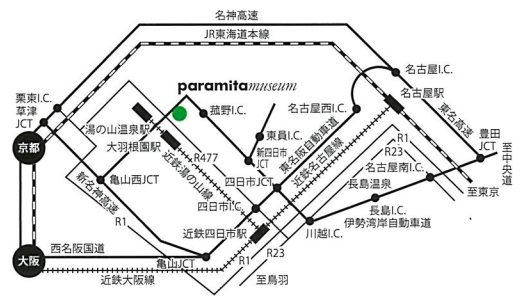 名神高速
JR東海道本線
paramitamuseum
栗東I.C.
草津
JCT
京都
大阪
湯の山温泉駅
大羽根園駅
菰野I.C.
東員I.C.
新四日市
JCT
R477
近鉄湯の山線
新名神高速
亀山西JCT
R1
四日市JCT
四日市I.C.
近鉄四日市駅
亀山JCT
西名阪国道
近鉄大阪線
R1
R23
至鳥羽
川越I.C.
伊勢湾岸自動車道
長島I.C.
長島温泉
名古屋南I.C.
R1
R23
東名阪自動車道
近鉄名古屋線
名古屋西I.C.
名古屋I.C.
名古屋駅
東名高速
豊田
JCT
至中央道
至東京